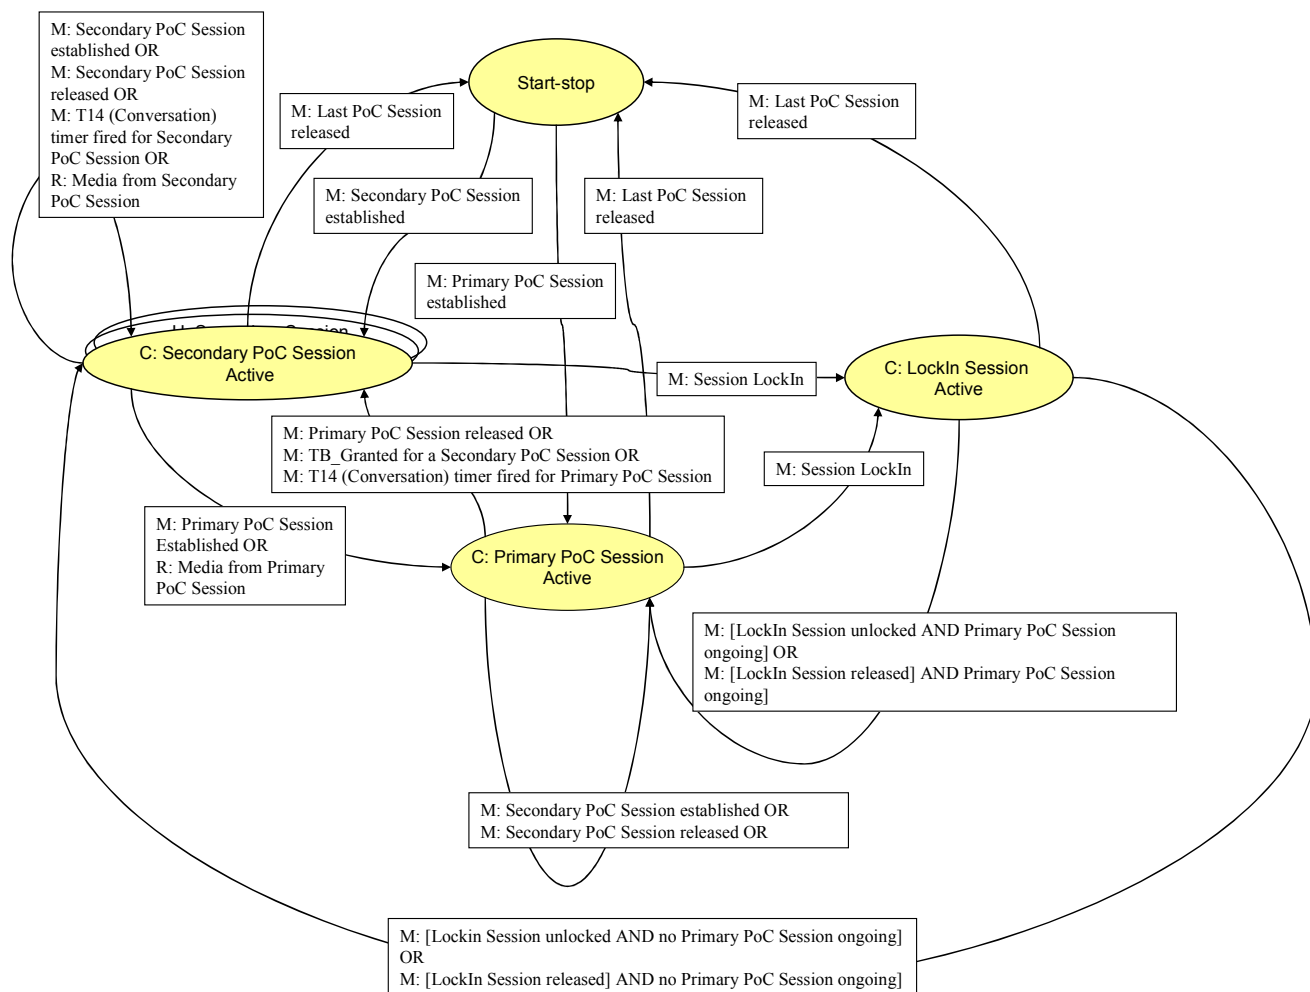 M: Secondary PoC Session
established OR
M: Secondary PoC Session
released OR
M: T14 (Conversation)
timer fired for Secondary
PoC Session OR
R: Media from Secondary
PoC Session
Start-stop
M: Last PoC Session
released
M: Last PoC Session
released
M: Secondary PoC Session
established
M: Last PoC Session
released
M: Primary PoC Session
established
C: Secondary PoC Session
Active
C: LockIn Session
Active
M: Session LockIn
M: Primary PoC Session released OR
M: TB_Granted for a Secondary PoC Session OR
M: T14 (Conversation) timer fired for Primary PoC Session
M: Session LockIn
M: Primary PoC Session
Established OR
R: Media from Primary
PoC Session
C: Primary PoC Session
Active
M: [LockIn Session unlocked AND Primary PoC Session
ongoing] OR
M: [LockIn Session released] AND Primary PoC Session
ongoing]
M: Secondary PoC Session established OR
M: Secondary PoC Session released OR
M: [Lockin Session unlocked AND no Primary PoC Session ongoing]
OR
M: [LockIn Session released] AND no Primary PoC Session ongoing]